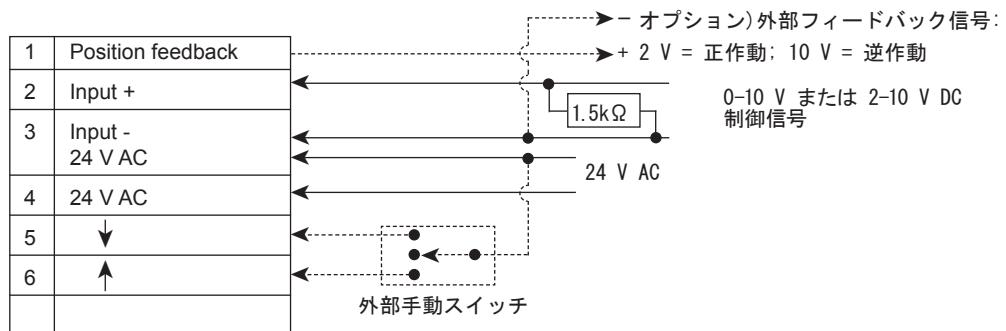 − オプション)外部フィードバック信号:
+ 2 V = 正作動; 10 V = 逆作動
1 Position feedback
2 Input +
3 Input -
24 V AC
4 24 V AC
5 ↓
6 ↑
1.5kΩ
0-10 V または 2-10 V DC
制御信号
24 V AC
外部手動スイッチ